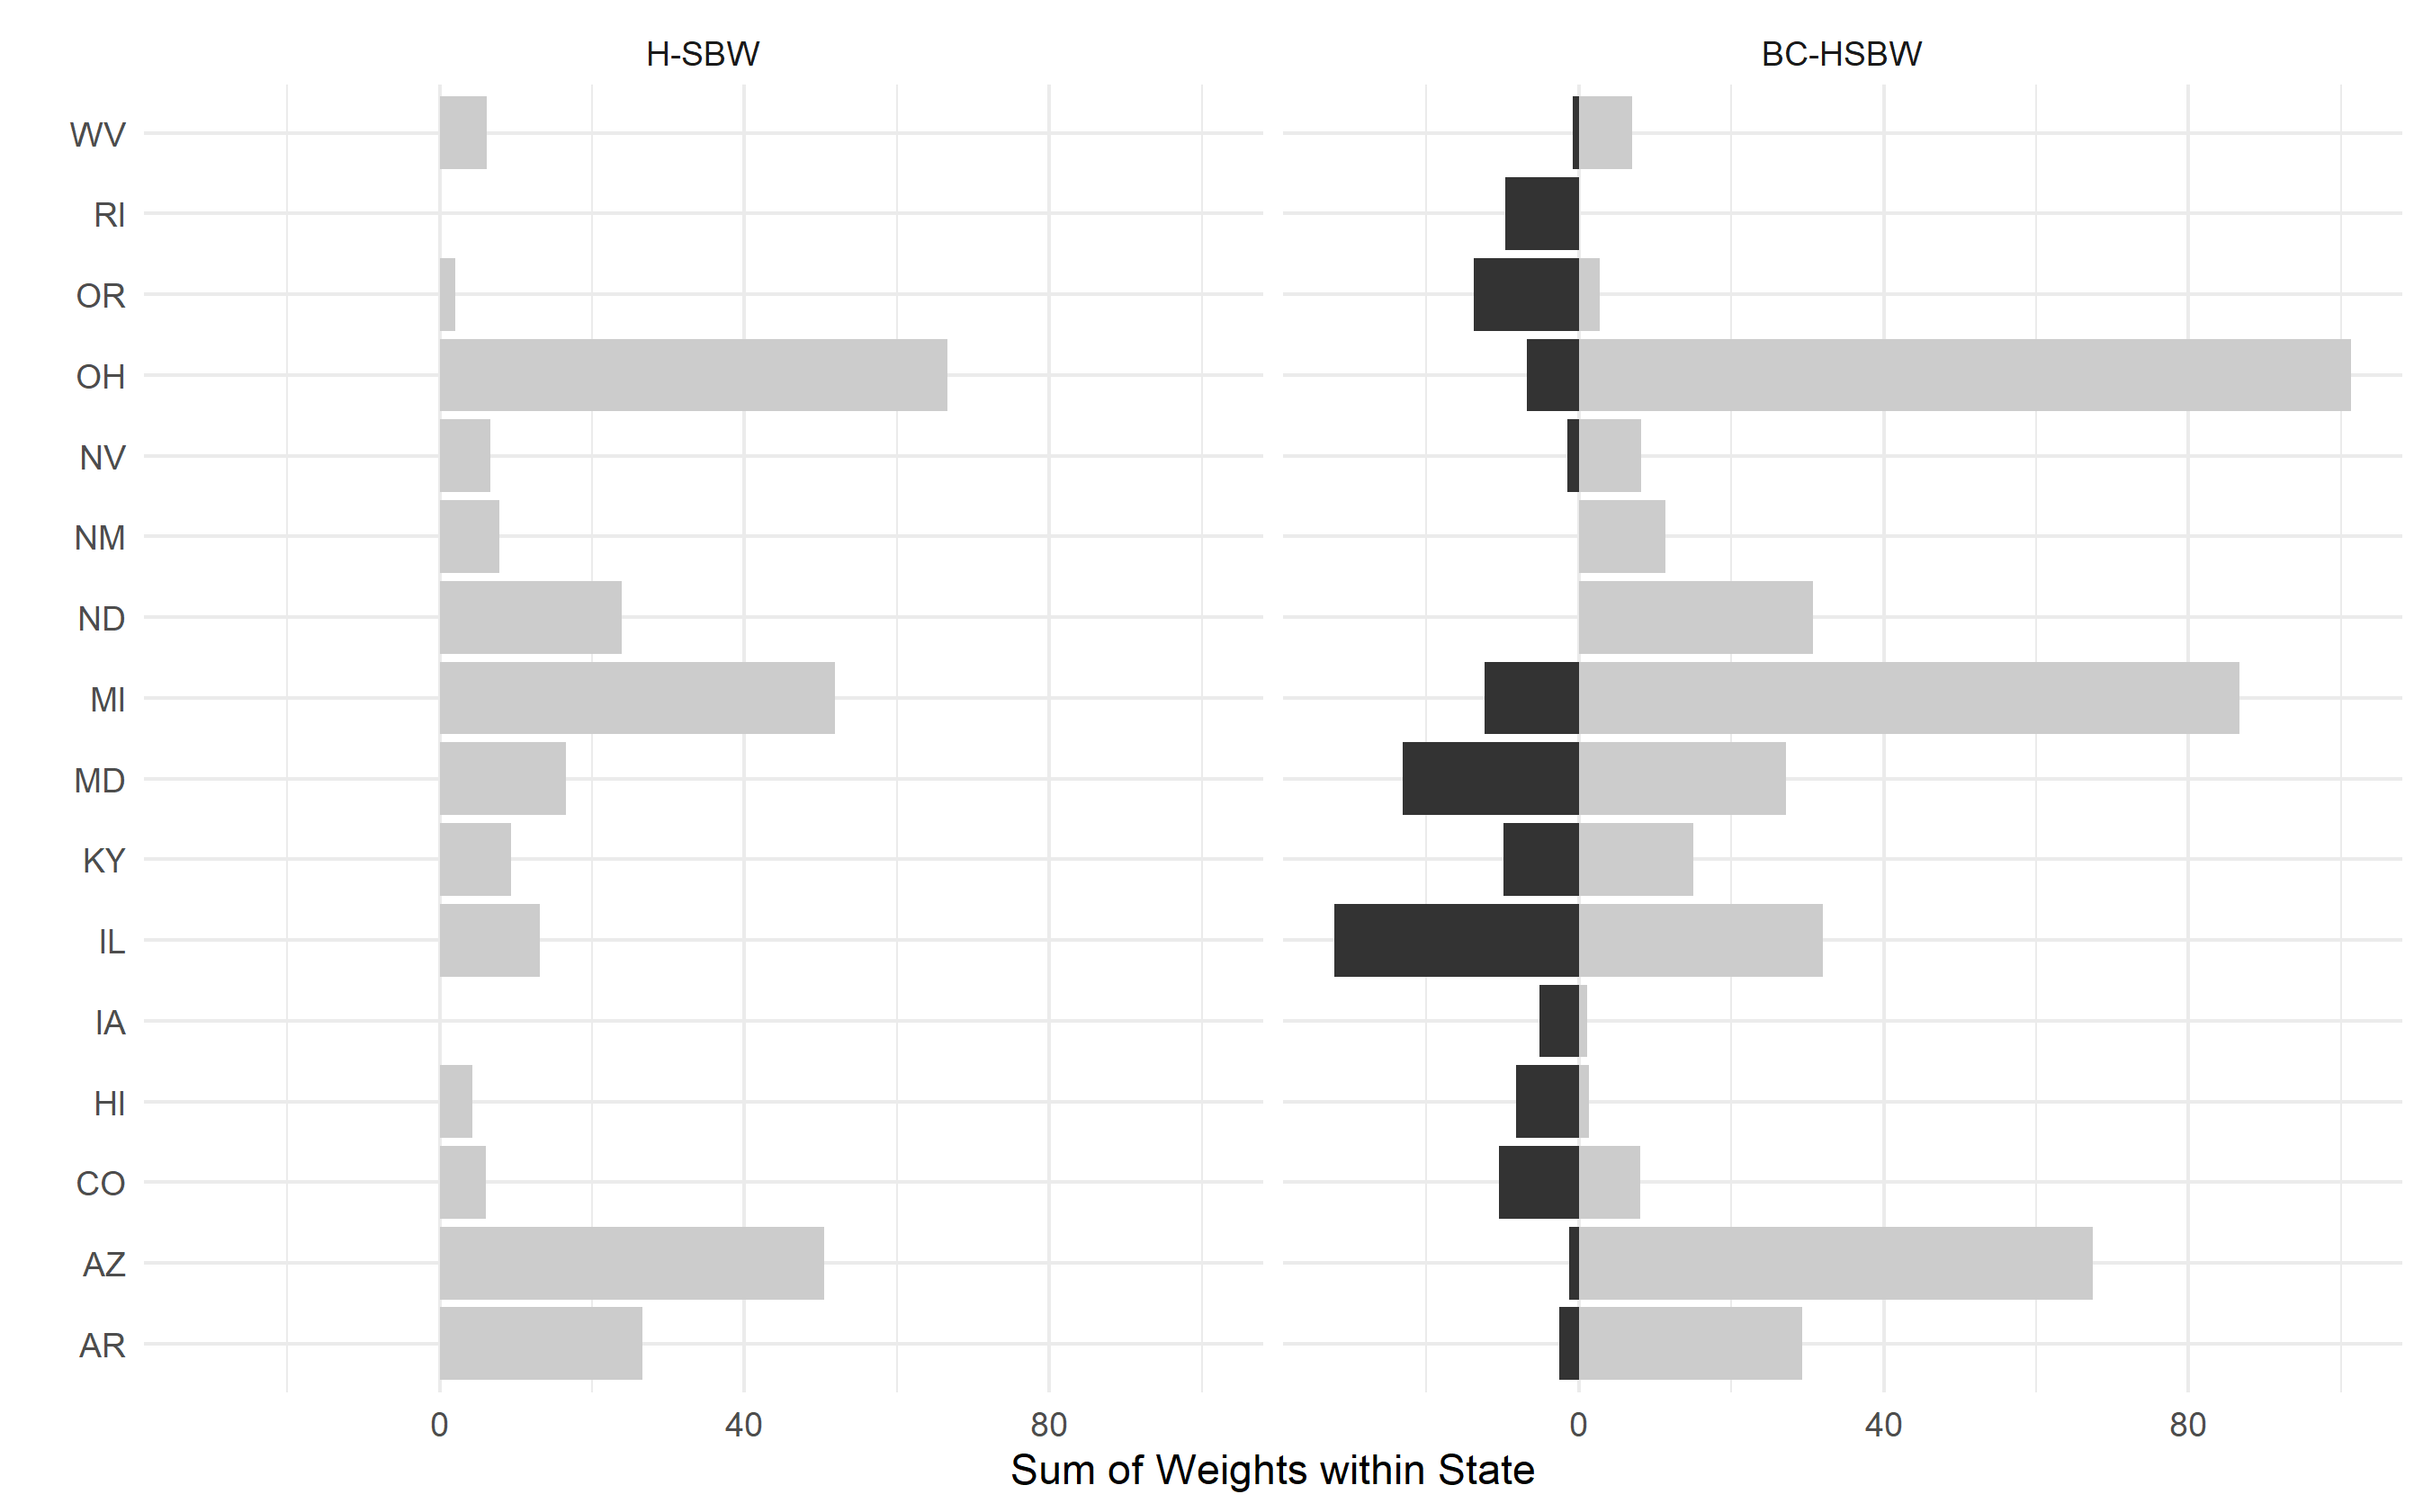 H-SBW BC-HSBW
WV
RI
OR
OH
NV
NM
ND
MI
MD
KY
IL
IA
HI
CO
AZ
AR
0 40 80 0 40 80
Sum of Weights within State